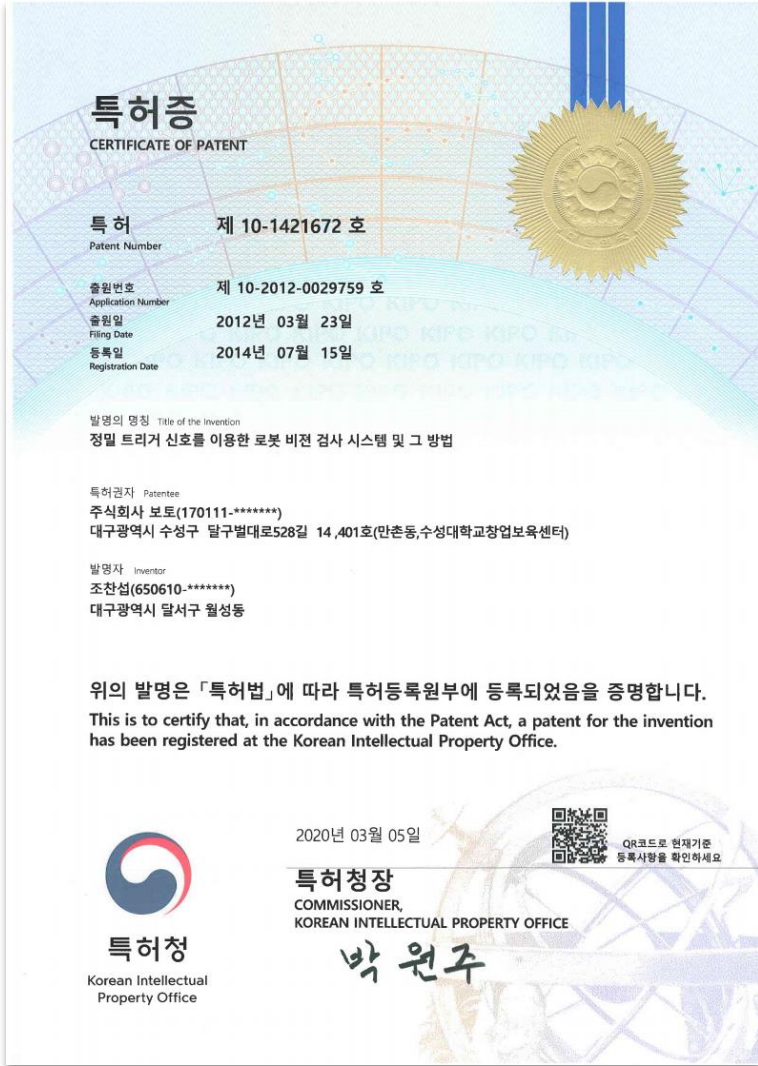 특허증
CERTIFICATE OF PATENT
특 허 제 10-1421672 호
Patent Number
출원번호 제 10-2012-0029759 호
Application Number
출원일 2012년 03월 23일
Filing Date
등록일 2014년 07월 15일
Registration Date
발명의 명칭 Title of the Invention
정밀 트리거 신호를 이용한 로봇 비젼 검사 시스템 및 그 방법
특허권자 Patentee
주식회사 보토(170111-*******)
대구광역시 수성구 달구벌대로528길 14 ,401호(만촌동,수성대학교창업보육센터)
발명자 Inventor
조찬섭(650610-*******)
대구광역시 달서구 월성동
위의 발명은 「특허법」에 따라 특허등록원부에 등록되었음을 증명합니다.
This is to certify that, in accordance with the Patent Act, a patent for the invention
has been registered at the Korean Intellectual Property Office.
2020년 03월 05일
QR코드로 현재기준
등록사항을 확인하세요
특허청장
COMMISSIONER,
KOREAN INTELLECTUAL PROPERTY OFFICE
박원주
특허청
Korean Intellectual
Property Office